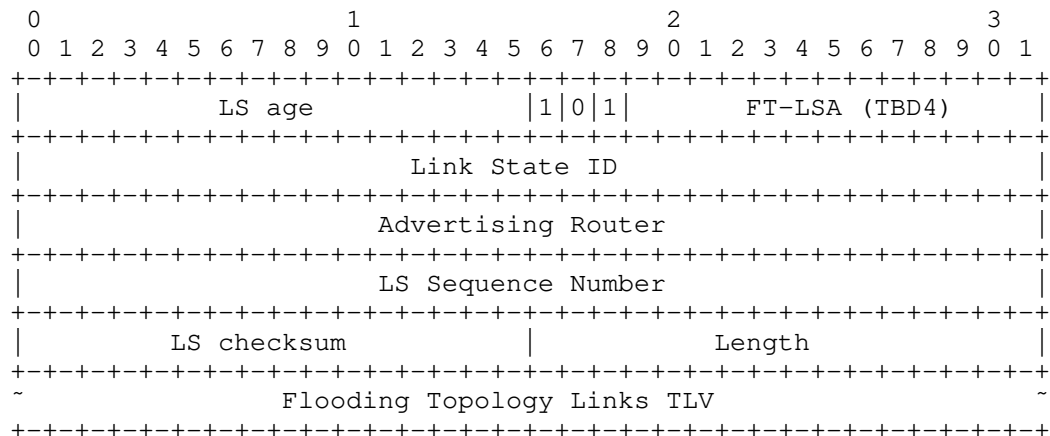 0                   1                   2                   3
 0 1 2 3 4 5 6 7 8 9 0 1 2 3 4 5 6 7 8 9 0 1 2 3 4 5 6 7 8 9 0 1
+-+-+-+-+-+-+-+-+-+-+-+-+-+-+-+-+-+-+-+-+-+-+-+-+-+-+-+-+-+-+-+-+
|            LS age             |1|0|1|       FT-LSA (TBD4)     |
+-+-+-+-+-+-+-+-+-+-+-+-+-+-+-+-+-+-+-+-+-+-+-+-+-+-+-+-+-+-+-+-+
|                        Link State ID                          |
+-+-+-+-+-+-+-+-+-+-+-+-+-+-+-+-+-+-+-+-+-+-+-+-+-+-+-+-+-+-+-+-+
|                      Advertising Router                       |
+-+-+-+-+-+-+-+-+-+-+-+-+-+-+-+-+-+-+-+-+-+-+-+-+-+-+-+-+-+-+-+-+
|                      LS Sequence Number                       |
+-+-+-+-+-+-+-+-+-+-+-+-+-+-+-+-+-+-+-+-+-+-+-+-+-+-+-+-+-+-+-+-+
|         LS checksum           |           Length              |
+-+-+-+-+-+-+-+-+-+-+-+-+-+-+-+-+-+-+-+-+-+-+-+-+-+-+-+-+-+-+-+-+
~                Flooding Topology Links TLV                    ~
+-+-+-+-+-+-+-+-+-+-+-+-+-+-+-+-+-+-+-+-+-+-+-+-+-+-+-+-+-+-+-+-+